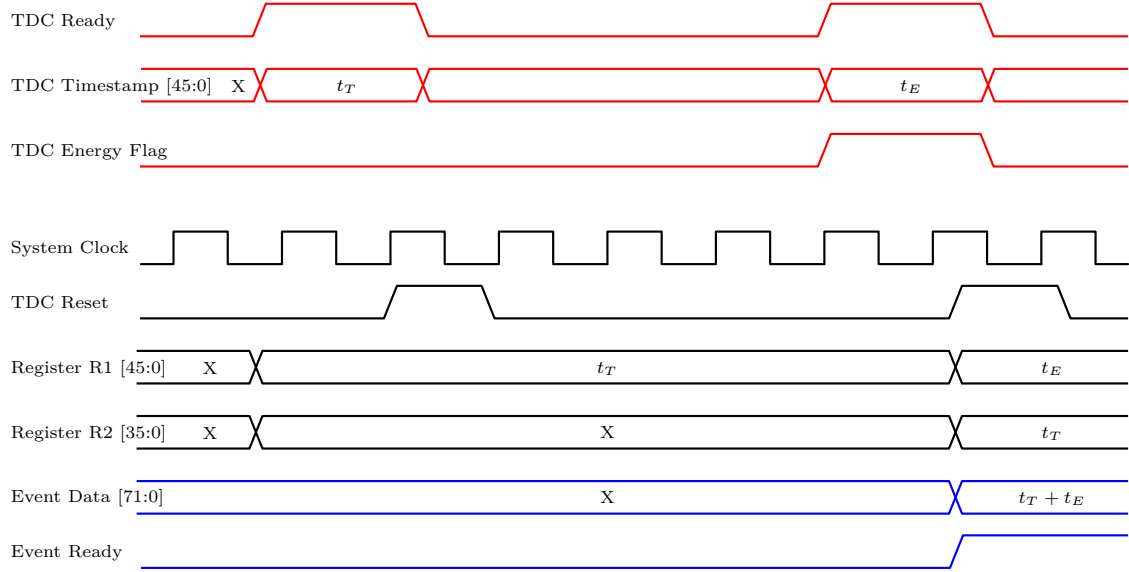 TDC Ready
TDC Timestamp [45:0] X t_T t_E
TDC Energy Flag
System Clock
TDC Reset
Register R1 [45:0] X t_T t_E
Register R2 [35:0] X X t_T
Event Data [71:0] X t_T + t_E
Event Ready